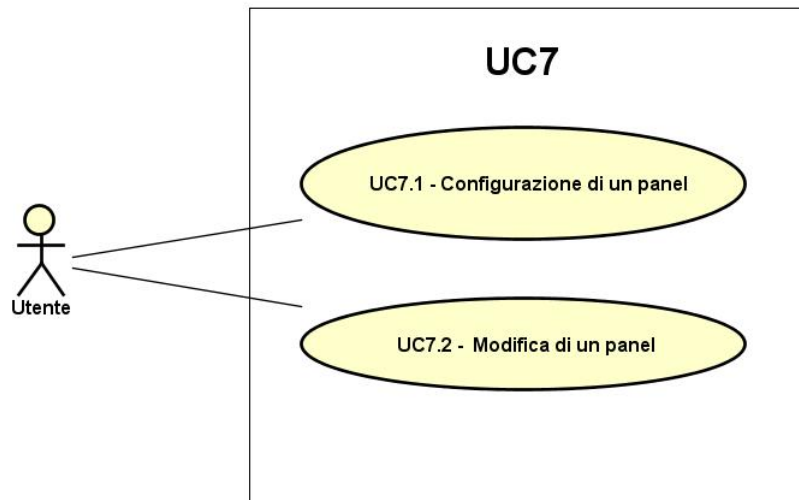 UC7
UC7.1 - Configurazione di un panel
Utente
UC7.2 - Modifica di un panel